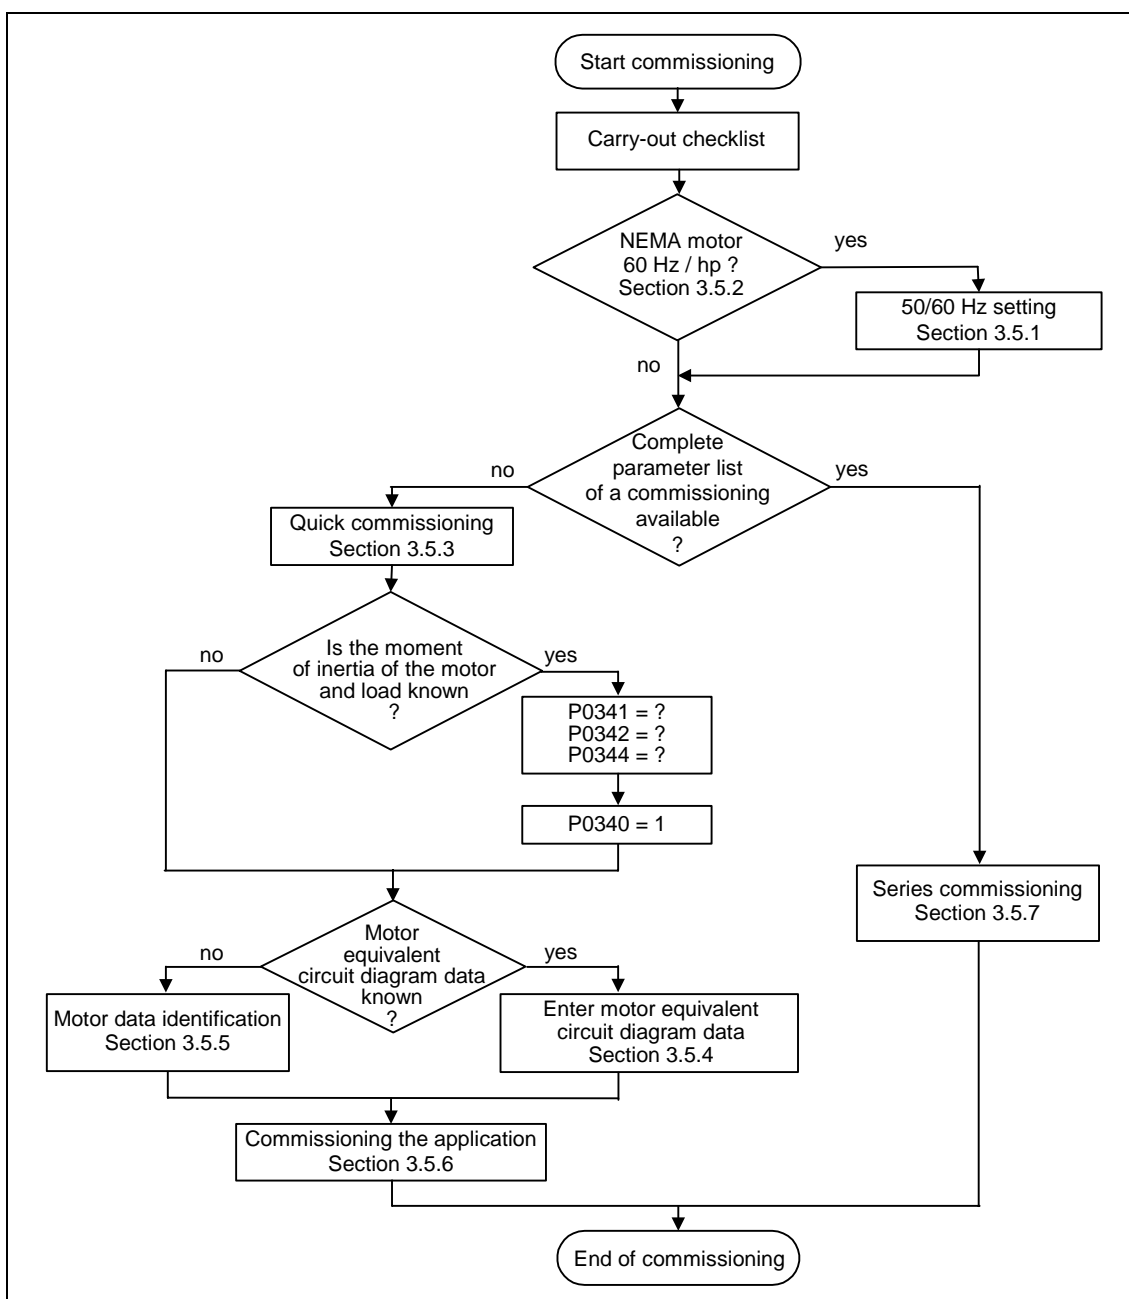 Start commissioning
Carry-out checklist
NEMA motor
60 Hz / hp ?
Section 3.5.2
yes
50/60 Hz setting
Section 3.5.1
no
Complete
parameter list
of a commissioning
available
?
no
yes
Quick commissioning
Section 3.5.3
Is the moment
of inertia of the motor
and load known
?
no
yes
P0341 = ?
P0342 = ?
P0344 = ?
P0340 = 1
Series commissioning
Section 3.5.7
Motor
equivalent
circuit diagram data
known
?
no
yes
Motor data identification
Section 3.5.5
Enter motor equivalent
circuit diagram data
Section 3.5.4
Commissioning the application
Section 3.5.6
End of commissioning